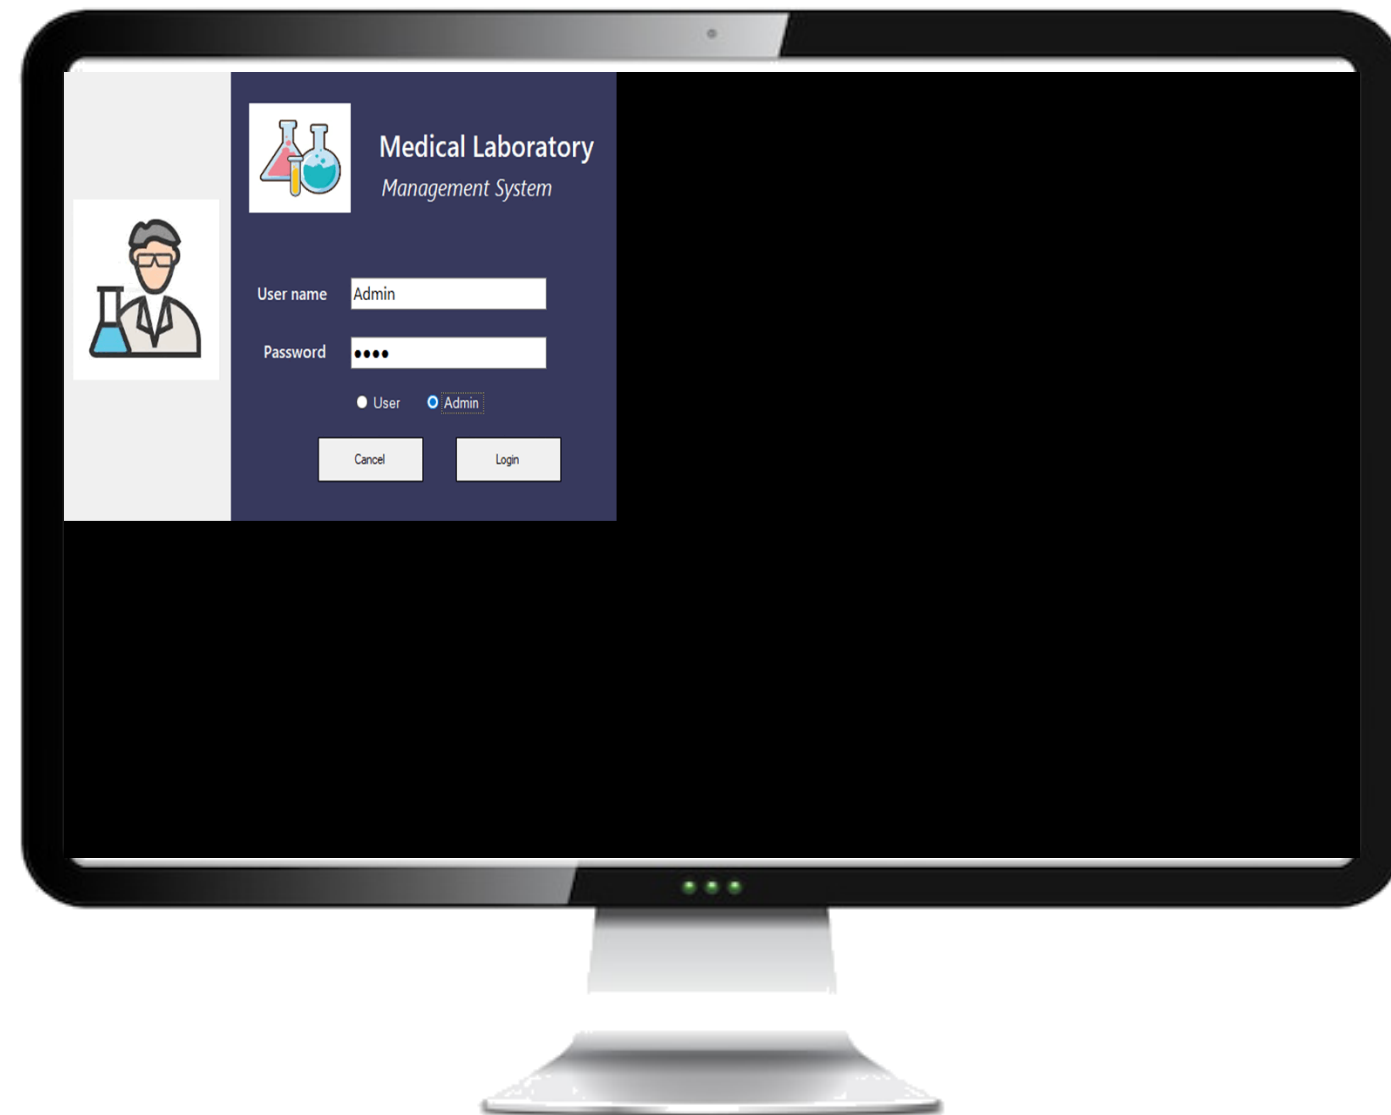 Medical Laboratory
Management System
User name Admin
Password ••••
User Admin
Cancel Login